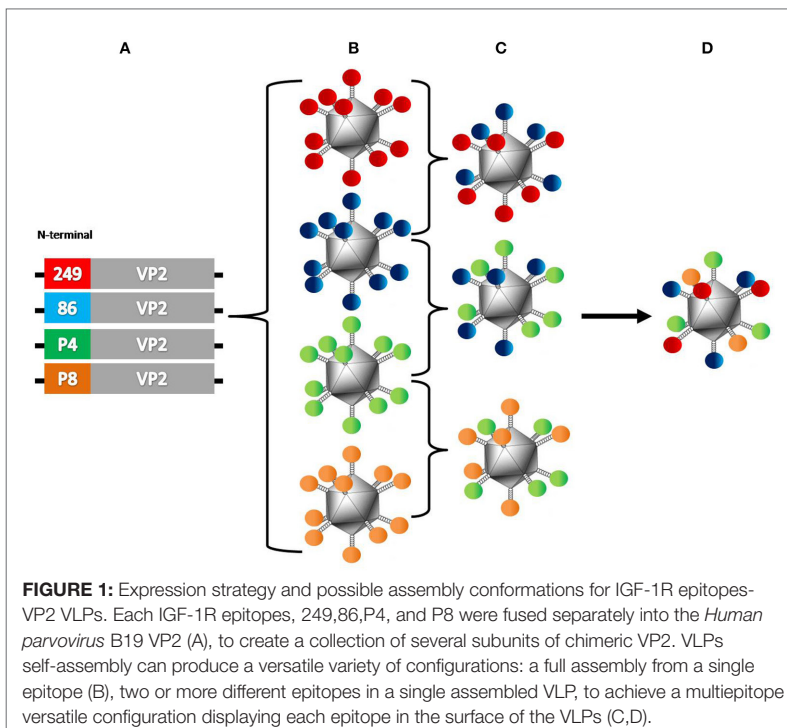 A B C D
N-terminal
249 VP2
86 VP2
P4 VP2
P8 VP2
FIGURE 1: Expression strategy and possible assembly conformations for IGF-1R epitopes-
VP2 VLPs. Each IGF-1R epitopes, 249,86,P4, and P8 were fused separately into the Human
parvovirus B19 VP2 (A), to create a collection of several subunits of chimeric VP2. VLPs
self-assembly can produce a versatile variety of configurations: a full assembly from a single
epitope (B), two or more different epitopes in a single assembled VLP, to achieve a multiepitope
versatile configuration displaying each epitope in the surface of the VLPs (C,D).